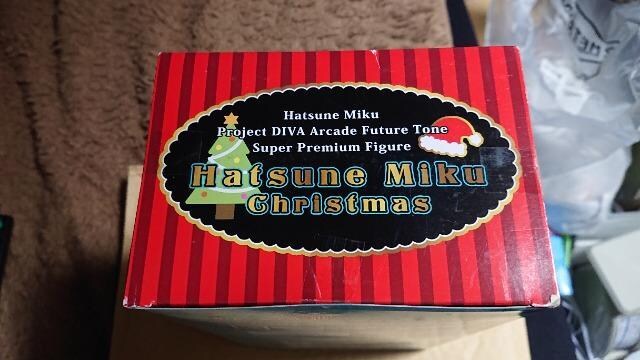 Hatsune Miku
Project DIVA Arcade Future Tone
Super Premium Figure
Hatsune Miku
Christmas